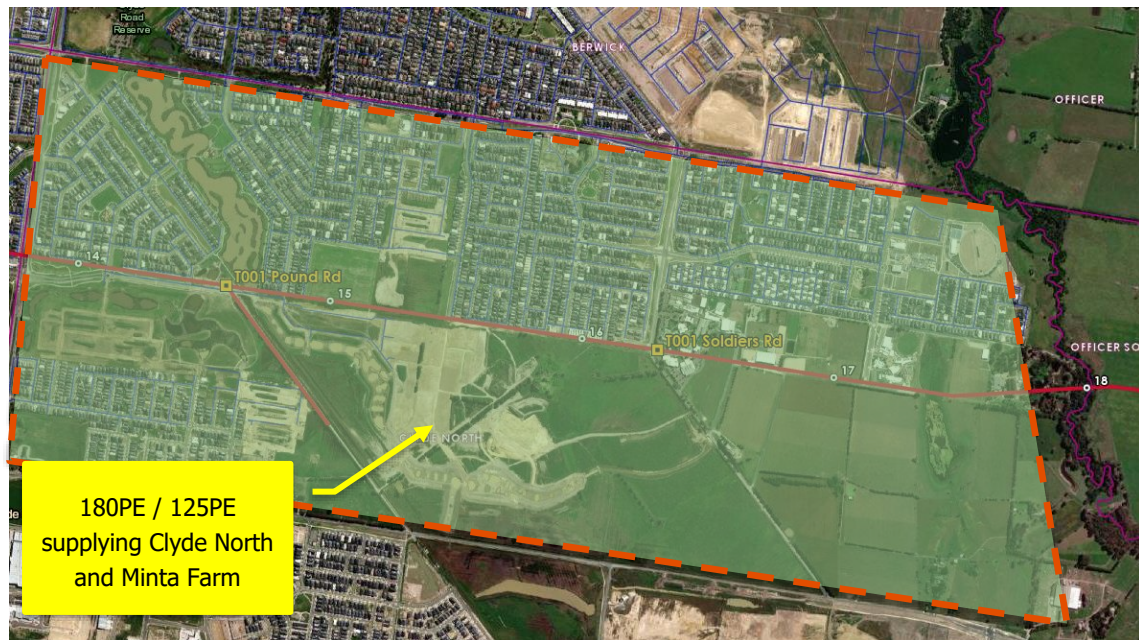 Road
Reserve
BERWICK
OFFICER
14
T001 Pound Rd
15
16
T001 Soldiers Rd
OFFICER SO
17
18
CLYDE NORTH
180PE / 125PE
supplying Clyde North
and Minta Farm